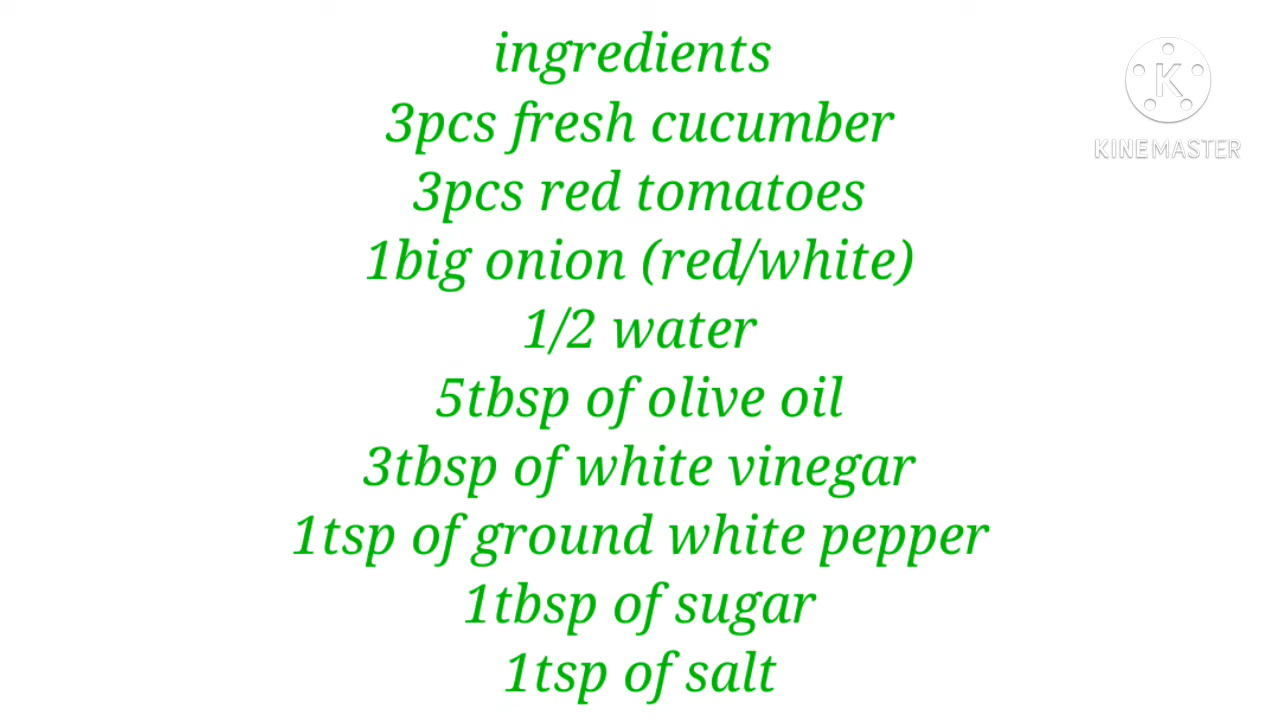 ingredients
3pcs fresh cucumber
3pcs red tomatoes
1big onion (red/white)
1/2 water
5tbsp of olive oil
3tbsp of white vinegar
1tsp of ground white pepper
1tbsp of sugar
1tsp of salt
K
KINEMASTER